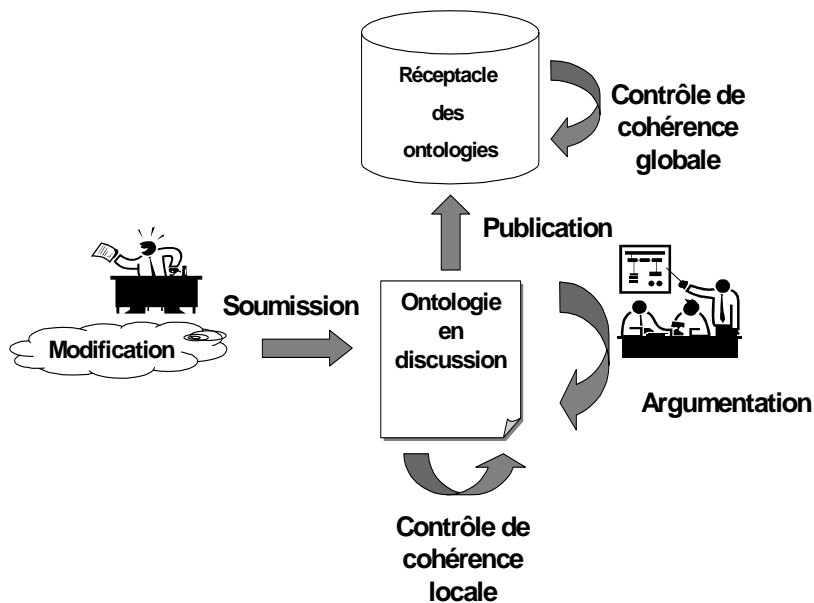 Réceptacle
des
ontologies
Contrôle de
cohérence
globale
Publication
Soumission
Modification
Ontologie
en
discussion
Argumentation
Contrôle de
cohérence
locale